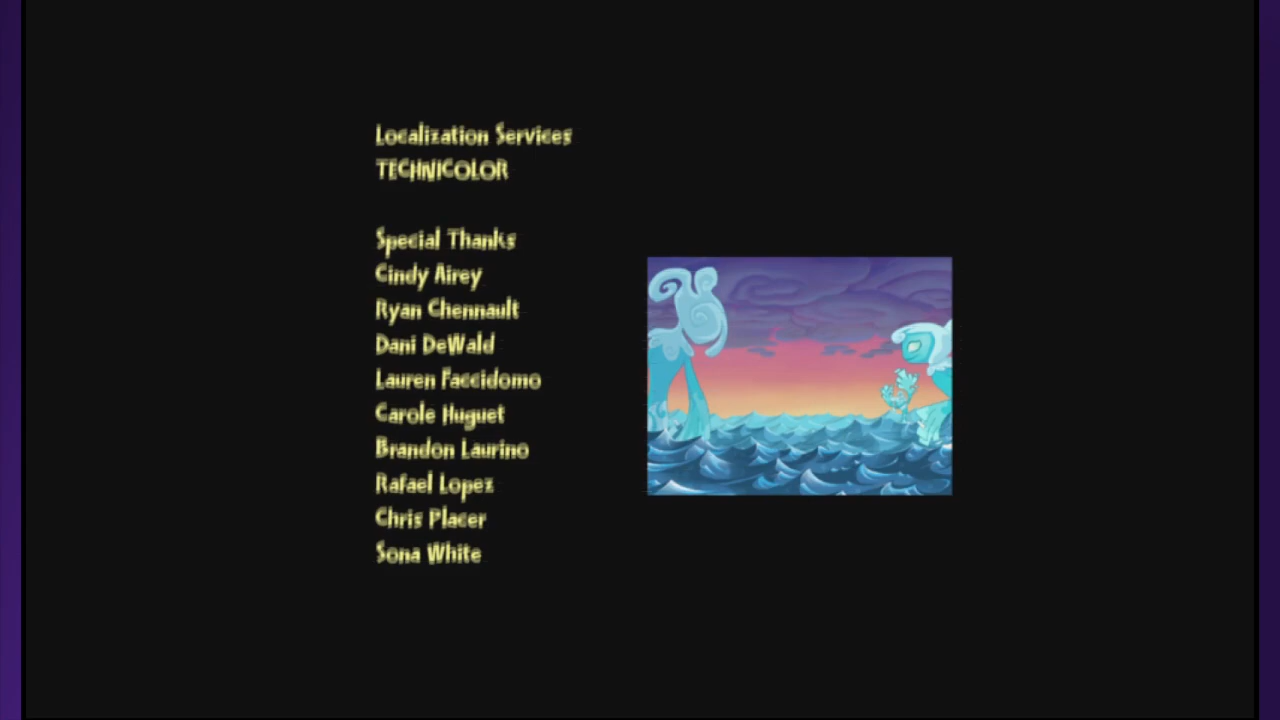 Localization Services
TECHNICOLOR
Special Thanks
Cindy Airey
Ryan Chennault
Dani DeWald
Lauren Faccidomo
Carole Huguet
Brandon Laurino
Rafael Lopez
Chris Placer
Sona White